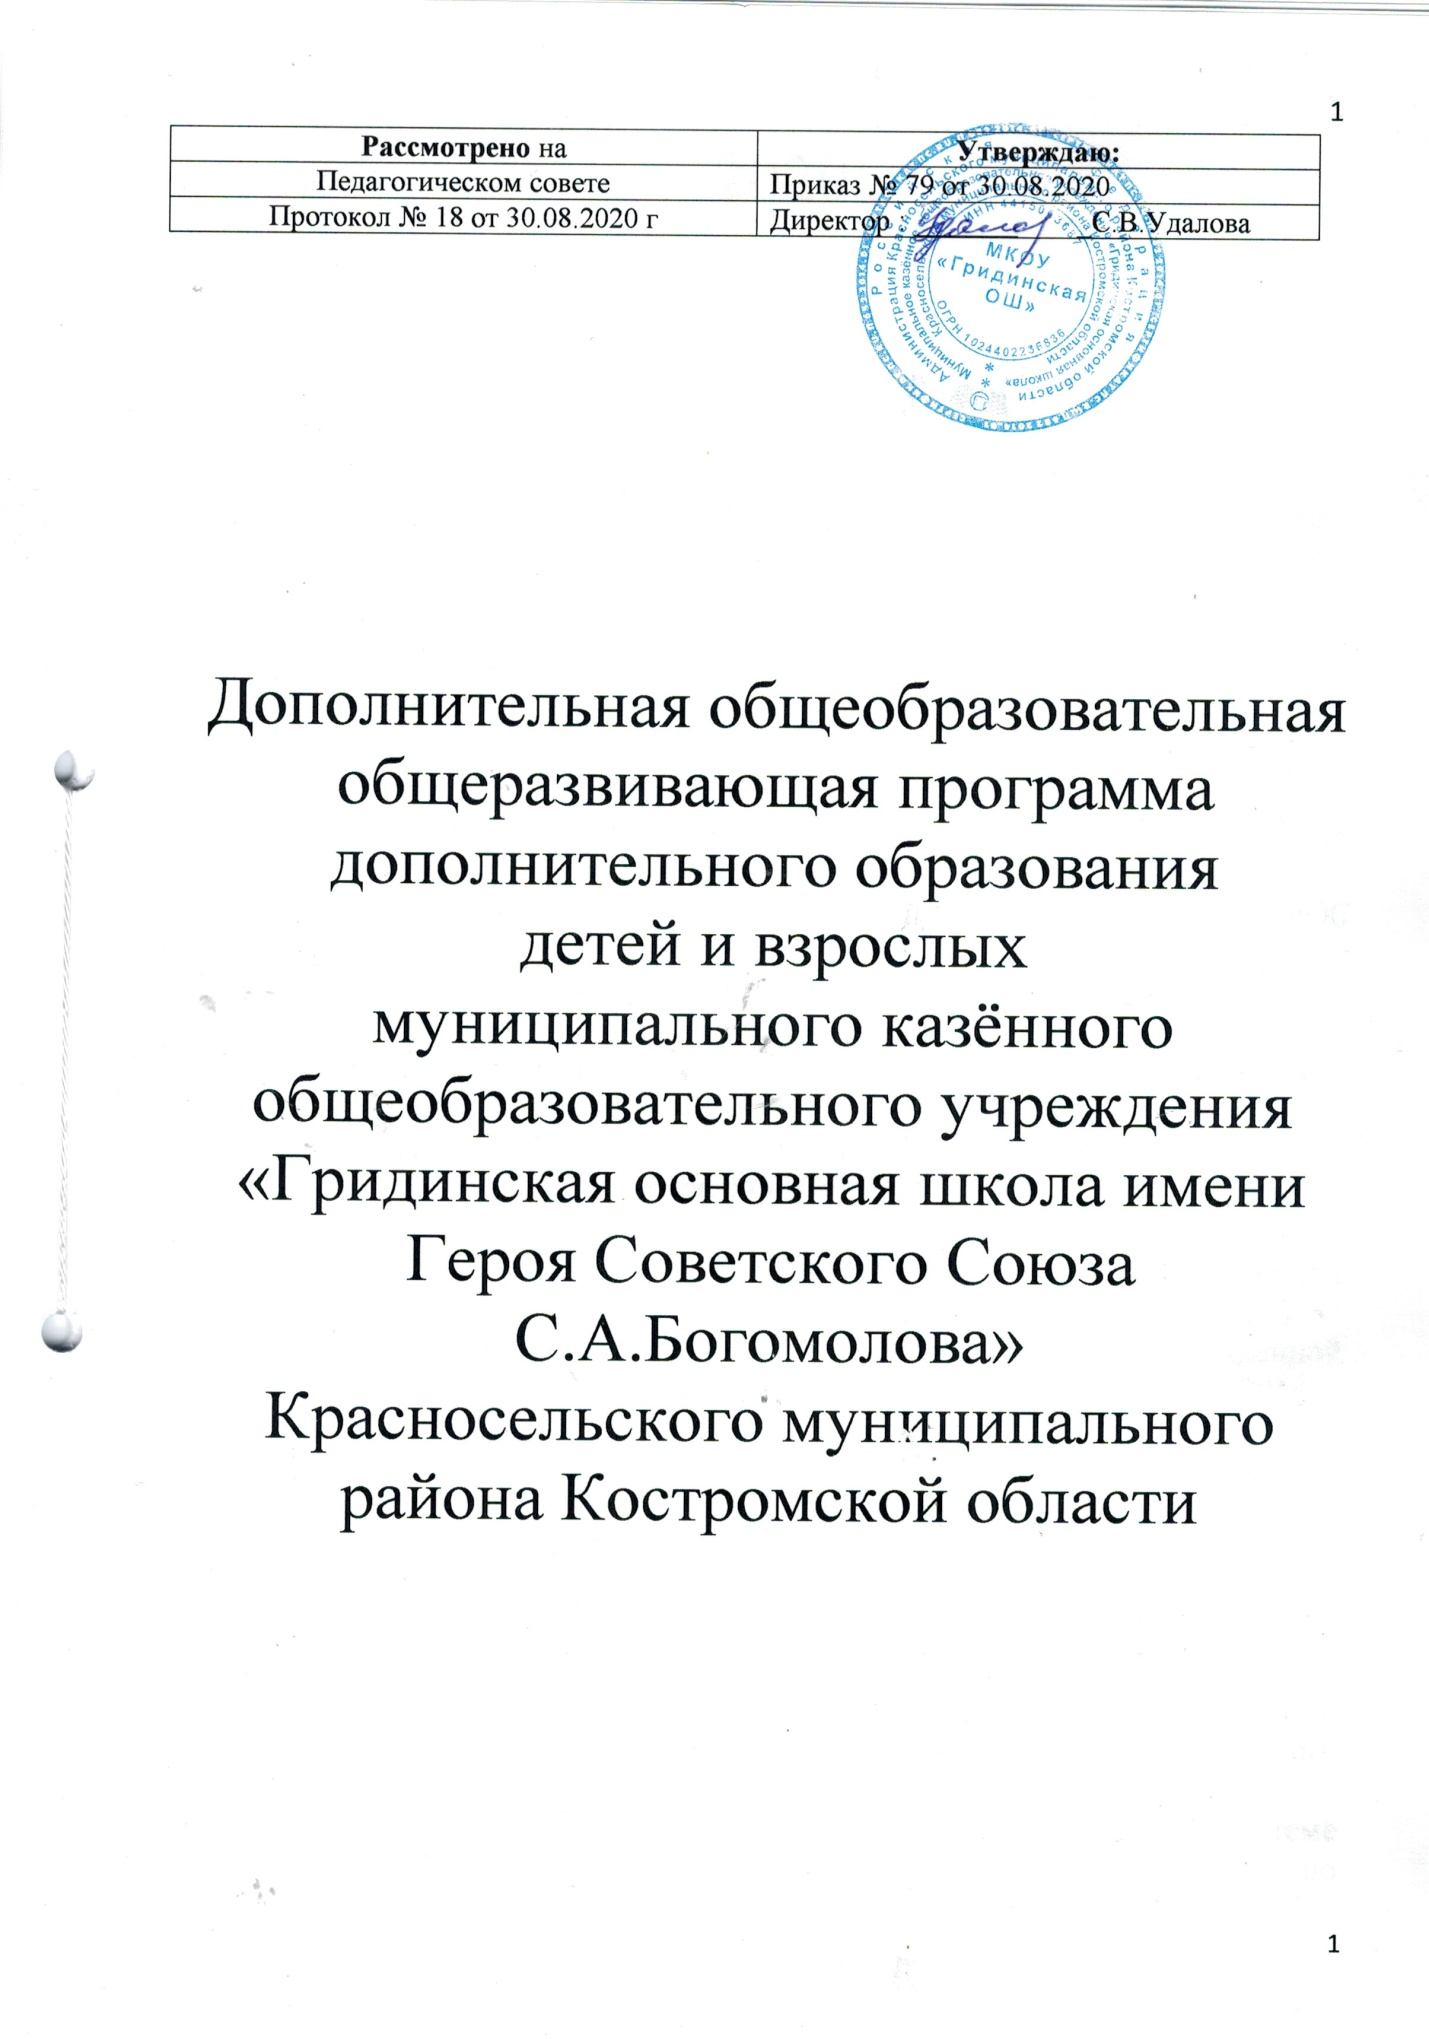 1
Рассмотрено на
Утверждаю:
Педагогическом совете
Приказ № 79 от 30.08.2020
Протокол № 18 от 30.08.2020 г
Директор С.В.Удалова
МКОУ
«Гридинская
ОШ»
Дополнительная общеобразовательная
общеразвивающая программа
дополнительного образования
детей и взрослых
муниципального казённого
общеобразовательного учреждения
«Гридинская основная школа имени
Героя Советского Союза
С.А.Богомолова»
Красносельского муниципального
района Костромской области
1